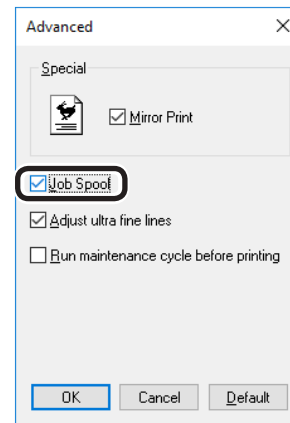 Advanced
Special
Mirror Print
Job Spool
Adjust ultra fine lines
Run maintenance cycle before printing
OK Cancel Default